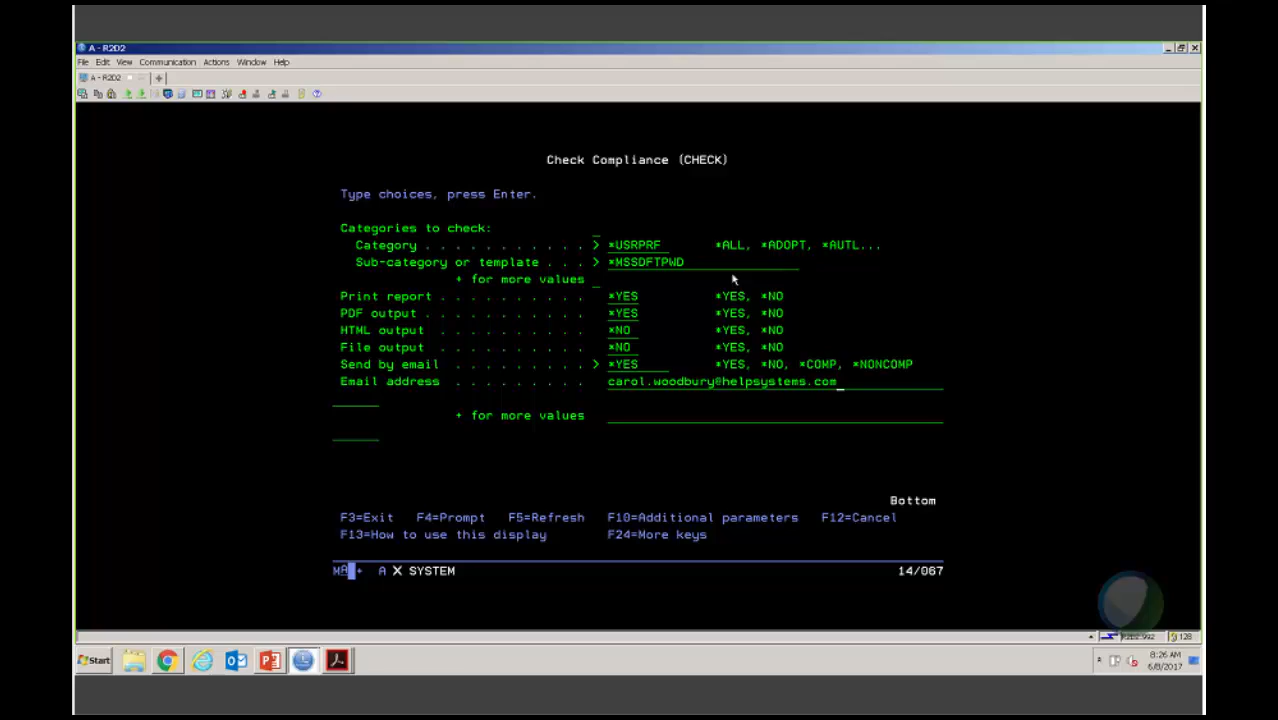 A - R2D2
File Edit View Communication Actions Window Help
A - R2D2
Check Compliance (CHECK)
Type choices, press Enter.
Categories to check:
Category . . . . . . . . . . . > *USRPRF *ALL, *ADOPT, *AUTL...
Sub-category or template . . . > *MSSDFTPWD
+ for more values
Print report . . . . . . . . . . *YES *YES, *NO
PDF output . . . . . . . . . . . *YES *YES, *NO
HTML output . . . . . . . . . . *NO *YES, *NO
File output . . . . . . . . . . *NO *YES, *NO
Send by email . . . . . . . . . > *YES *YES, *NO, *COMP, *NONCOMP
Email address . . . . . . . . . carol.woodbury@helpsystems.com
+ for more values
Bottom
F3=Exit F4=Prompt F5=Refresh F10=Additional parameters F12=Cancel
F13=How to use this display F24=More keys
MA + A X SYSTEM 14/067
128
Start
8:26 AM
6/8/2017